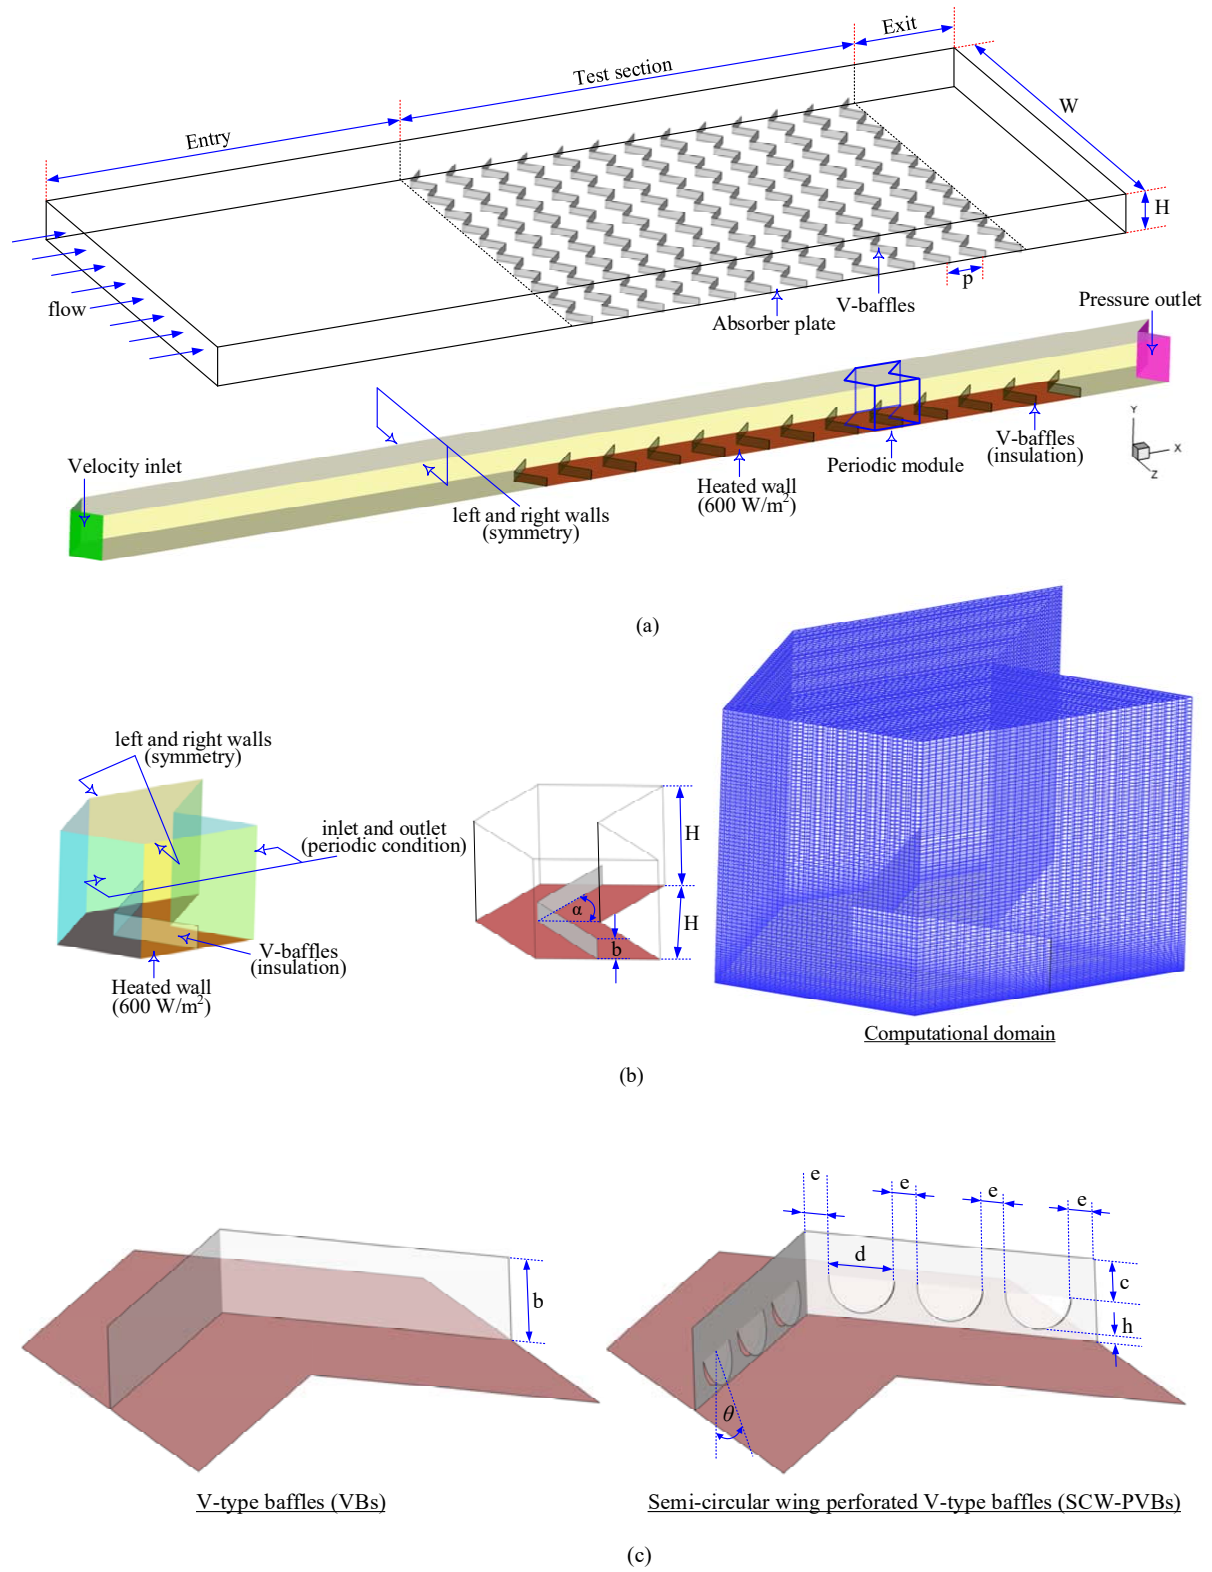 Exit
Test section
W
Entry
H
flow
p
V-baffles
Absorber plate
Pressure outlet
Y
X
Z
V-baffles
(insulation)
Periodic module
Velocity inlet
Heated wall
(600 W/m²)
left and right walls
(symmetry)
(a)
left and right walls
(symmetry)
inlet and outlet
(periodic condition)
H
α
H
b
V-baffles
(insulation)
Heated wall
(600 W/m²)
Computational domain
(b)
e
e
e
e
d
c
b
h
θ
V-type baffles (VBs)
Semi-circular wing perforated V-type baffles (SCW-PVBs)
(c)